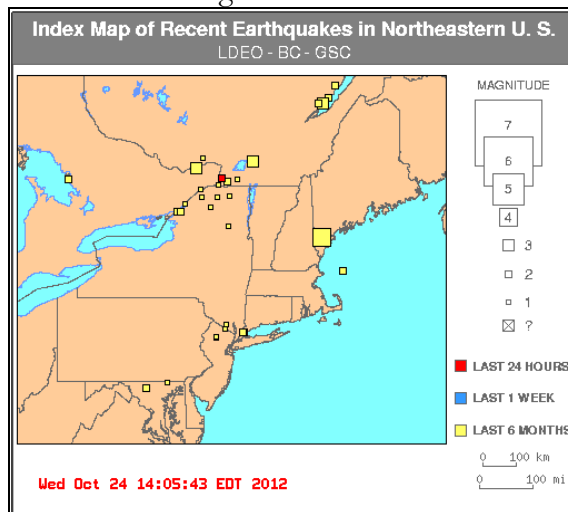 Index Map of Recent Earthquakes in Northeastern U. S.
LDEO - BC - GSC
MAGNITUDE
7
6
5
4
3
2
1
?
LAST 24 HOURS
LAST 1 WEEK
LAST 6 MONTHS
0 100 km
0 100 mi
Wed Oct 24 14:05:43 EDT 2012